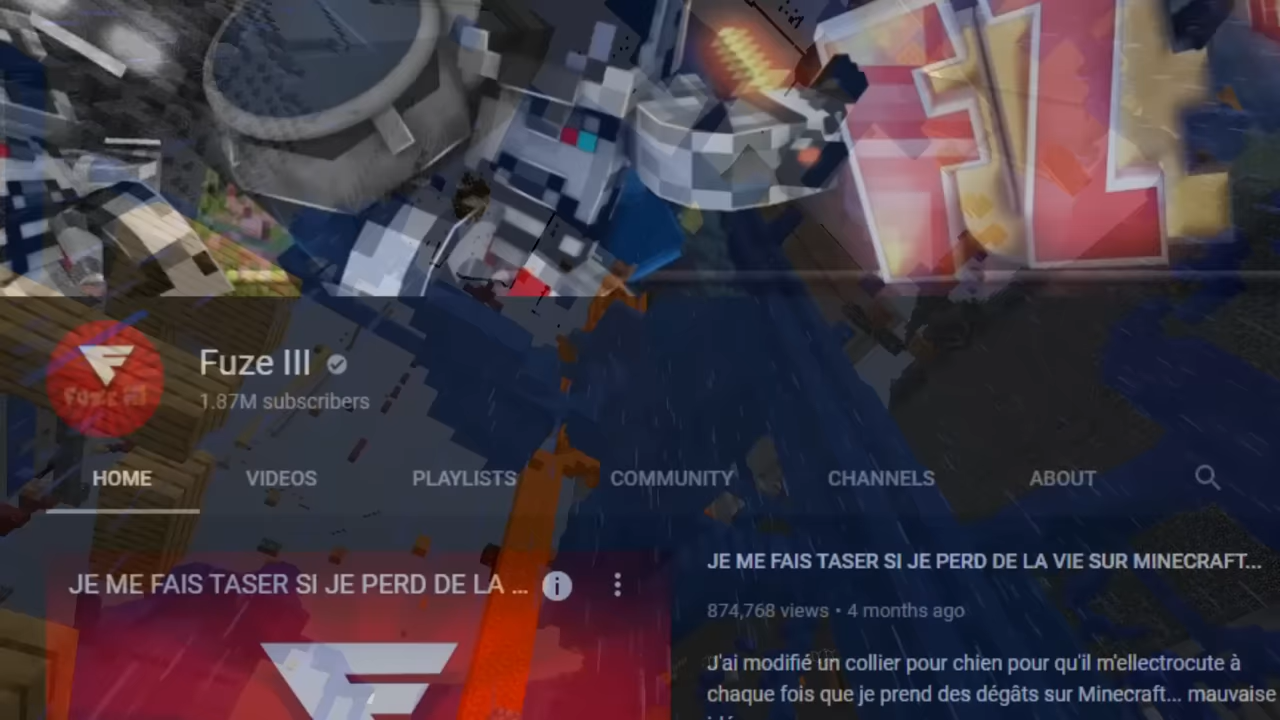 Fuze III
Fuze III
1.87M subscribers
HOME VIDEOS PLAYLISTS COMMUNITY CHANNELS ABOUT
JE ME FAIS TASER SI JE PERD DE LA ...
JE ME FAIS TASER SI JE PERD DE LA VIE SUR MINECRAFT...
874,768 views • 4 months ago
J'ai modifié un collier pour chien pour qu'il m'ellectrocute à
chaque fois que je prend des dégâts sur Minecraft... mauvaise